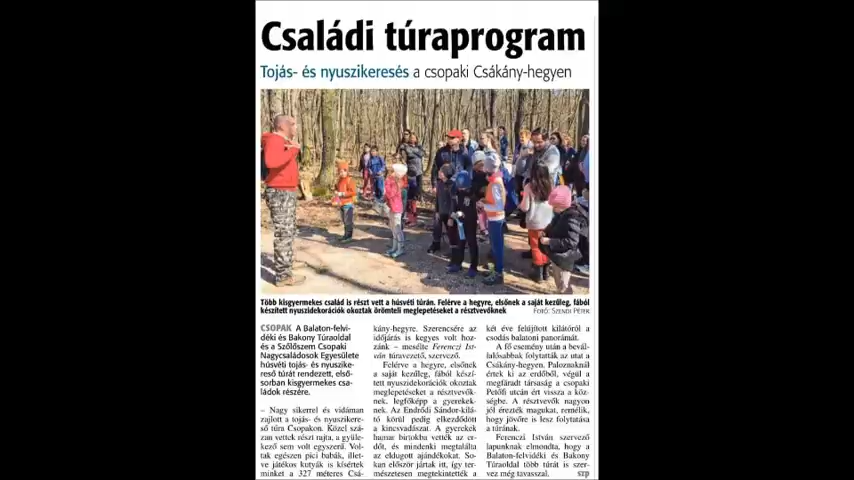 Családi túraprogram
Tojás- és nyuszikeresés a csopaki Csákány-hegyen
Több kisgyermekes család is részt vett a húsvéti túrán. Felérve a hegyre, elsőnek a saját kezűleg, fából
készített nyuszidekorációk okoztak örömteli meglepetéseket a résztvevőknek
FOTÓ: SZENDI PÉTER
CSOPAK A Balaton-felvi-
déki és Bakony Túraoldal
és a Szőlőszem Csopaki
Nagycsaládosok Egyesülete
húsvéti tojás- és nyuszike-
reső túrát rendezett, első-
sorban kisgyermekes csa-
ládok részére.
– Nagy sikerrel és vidáman
zajlott a tojás- és nyuszikere-
ső túra Csopakon. Közel szá-
zan vettek részt rajta, a gyüle-
kező sem volt egyszerű. Vol-
tak egészen pici babák, illet-
ve játékos kutyák is kísértek
minket a 327 méteres Csá-
kány-hegyre. Szerencsére az
időjárás is kegyes volt hoz-
zánk – mesélte Ferenczi Ist-
ván túravezető, szervező.
Felérve a hegyre, elsőnek
a saját kezűleg, fából készí-
tett nyuszidekorációk okoztak
meglepetéseket a résztvevők-
nek, legfőképp a gyerekek-
nek. Az Endrődi Sándor-kilá-
tó körül pedig elkezdődött
a kincsvadászat. A gyerekek
hamar birtokba vették az er-
dőt, és mindenki megtalálta
az eldugott ajándékokat. So-
kan először jártak itt, így ter-
mészetesen megtekintették a
két éve felújított kilátóról a
csodás balatoni panorámát.
A fő esemény után a bevál-
lalósabbak folytatták az utat a
Csákány-hegyen. Paloznaknál
értek ki az erdőből, végül a
megfáradt társaság a csopaki
Petőfi utcán ért vissza a köz-
ségbe. A résztvevők nagyon
jól érezték magukat, remélik,
hogy jövőre is lesz folytatása
a túrának.
Ferenczi István szervező
lapunknak elmondta, hogy a
Balaton-felvidéki és Bakony
Túraoldal több túrát is szer-
vez még tavasszal. SZP